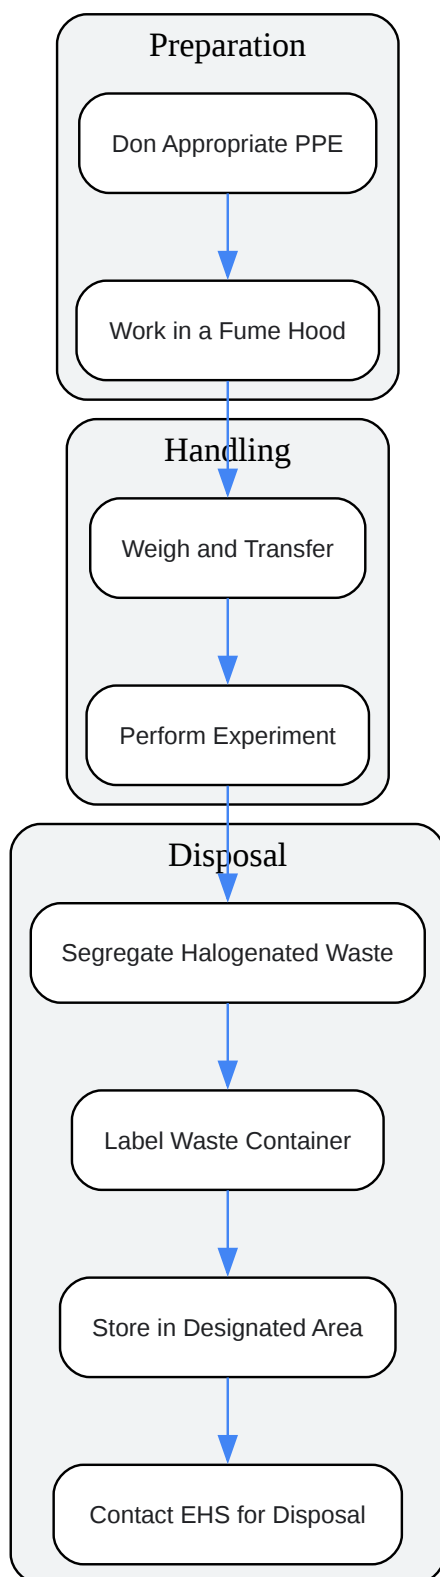 Preparation
Don Appropriate PPE
Work in a Fume Hood
Handling
Weigh and Transfer
Perform Experiment
Disposal
Segregate Halogenated Waste
Label Waste Container
Store in Designated Area
Contact EHS for Disposal